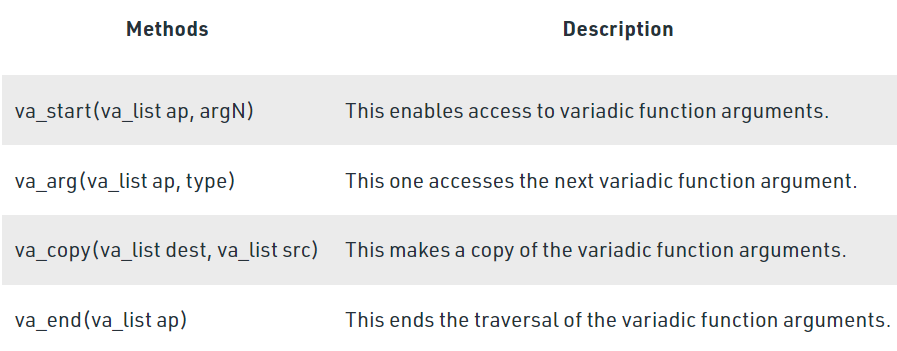 Methods Description
va_start(va_list ap, argN) This enables access to variadic function arguments.
va_arg(va_list ap, type) This one accesses the next variadic function argument.
va_copy(va_list dest, va_list src) This makes a copy of the variadic function arguments.
va_end(va_list ap) This ends the traversal of the variadic function arguments.